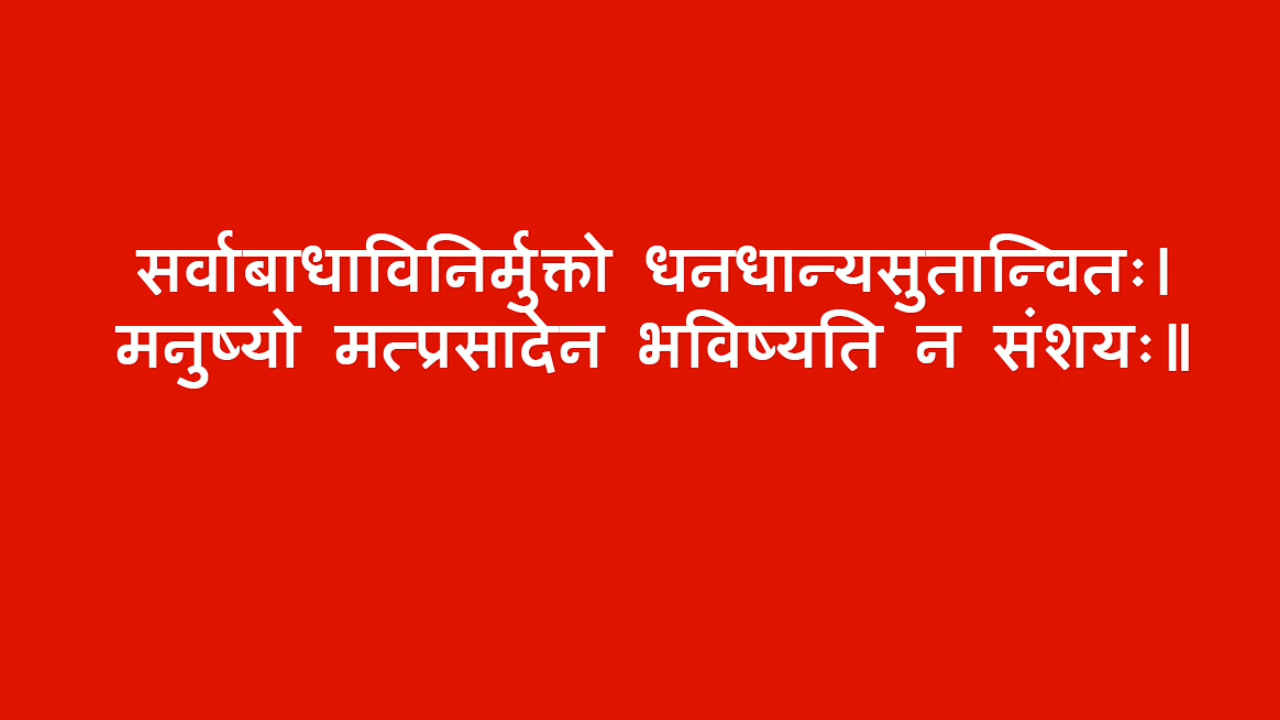 सर्वाबाधाविनिर्मुक्तो धनधान्यसुतान्वितः।
मनुष्यो मत्प्रसादेन भविष्यति न संशयः॥